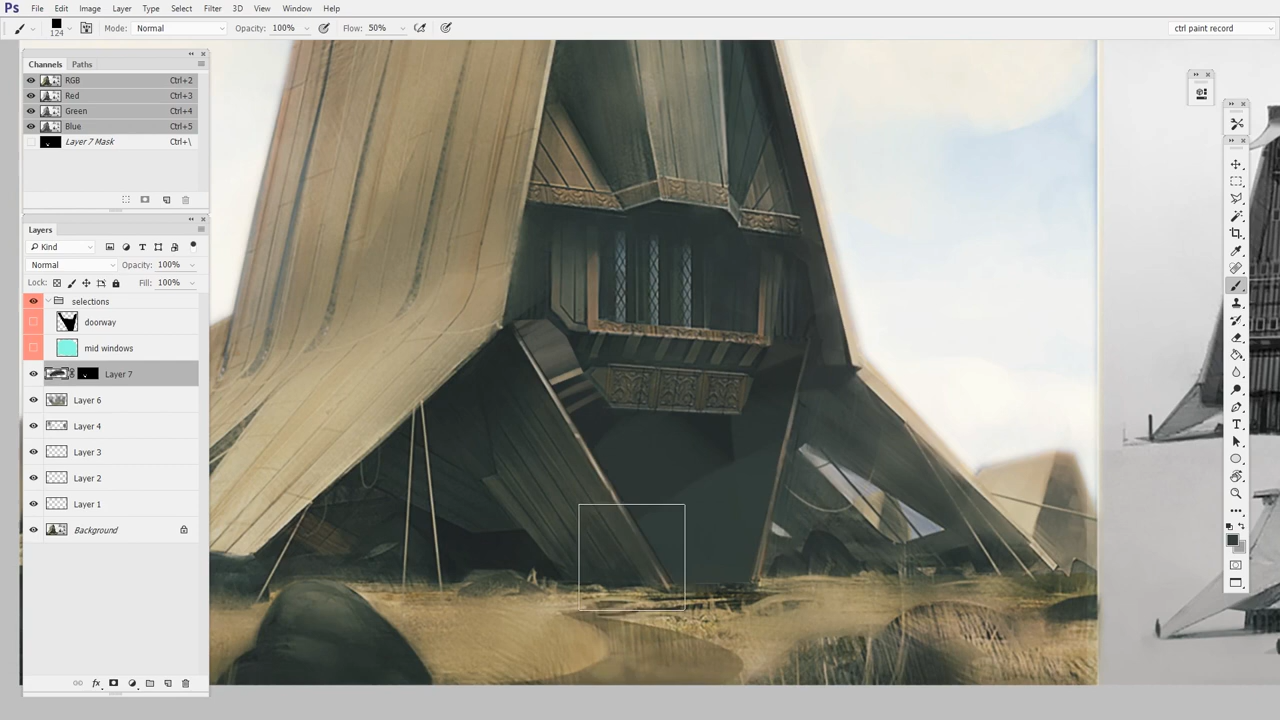 Ps File Edit Image Layer Type Select Filter 3D View Window Help
124 Mode: Normal Opacity: 100% Flow: 50% ctrl paint record
Channels Paths
RGB Ctrl+2
Red Ctrl+3
Green Ctrl+4
Blue Ctrl+5
Layer 7 Mask Ctrl+\
Layers
Kind
Normal Opacity: 100%
Lock: Fill: 100%
selections
doorway
mid windows
Layer 7
Layer 6
Layer 4
Layer 3
Layer 2
Layer 1
Background
fx